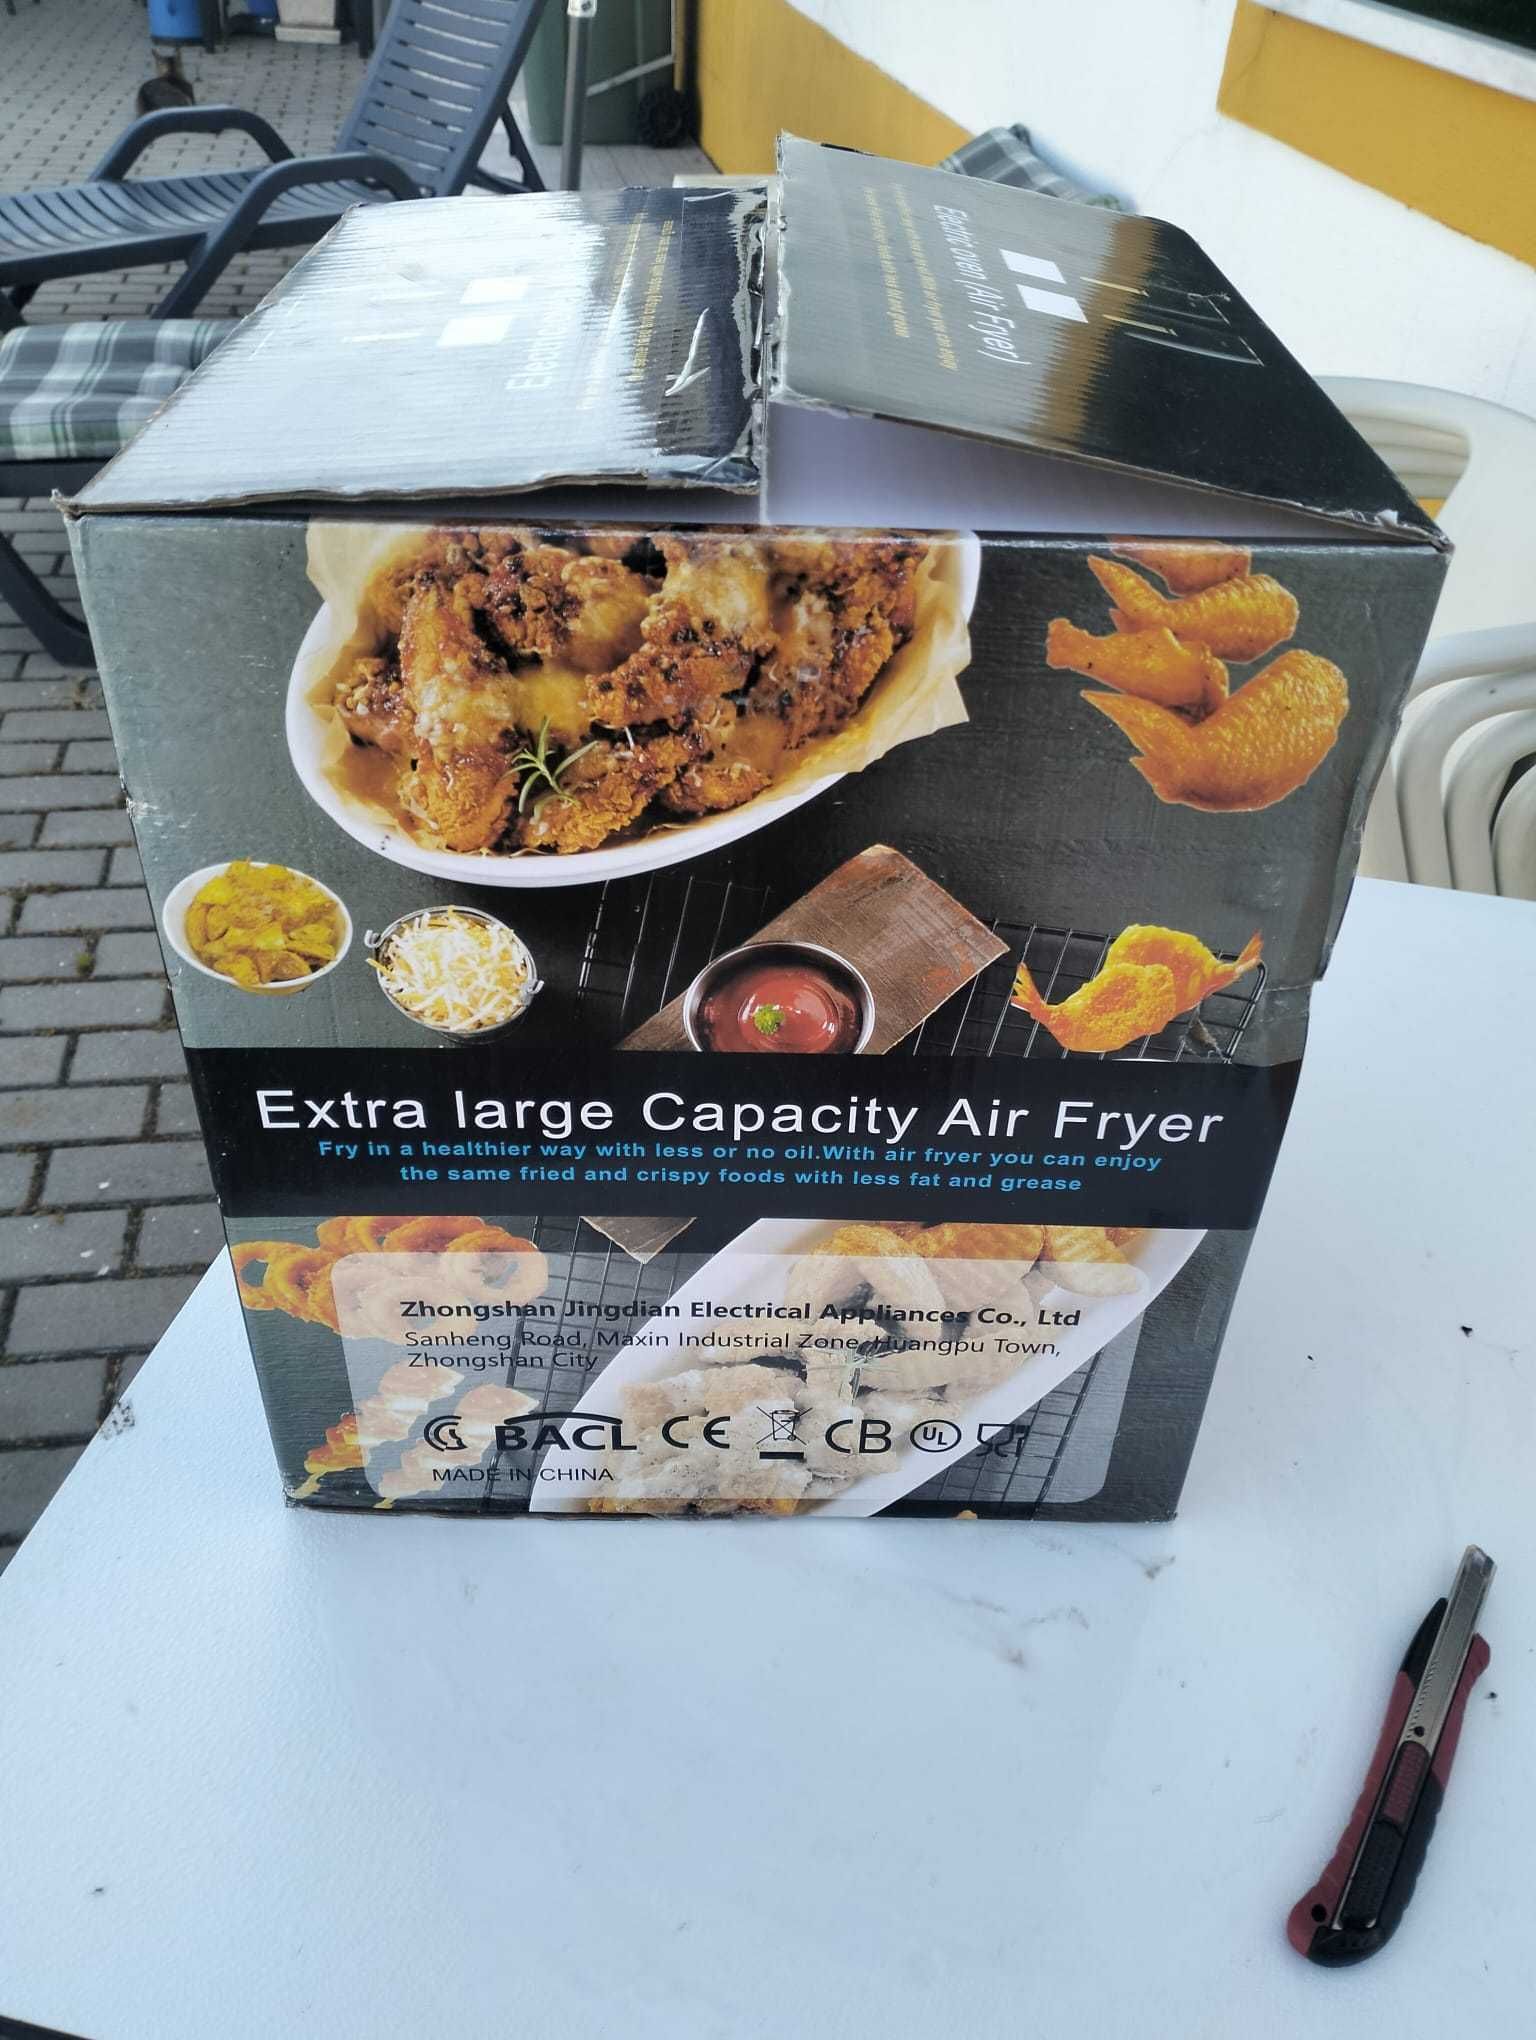 Electric oven (Air Fryer)
Extra large Capacity Air Fryer
Fry in a healthier way with less or no oil.With air fryer you can enjoy
the same fried and crispy foods with less fat and grease
Zhongshan Jingdian Electrical Appliances Co., Ltd
Sanheng Road, Maxin Industrial Zone, Huangpu Town,
Zhongshan City
BACL CE CB UL
MADE IN CHINA